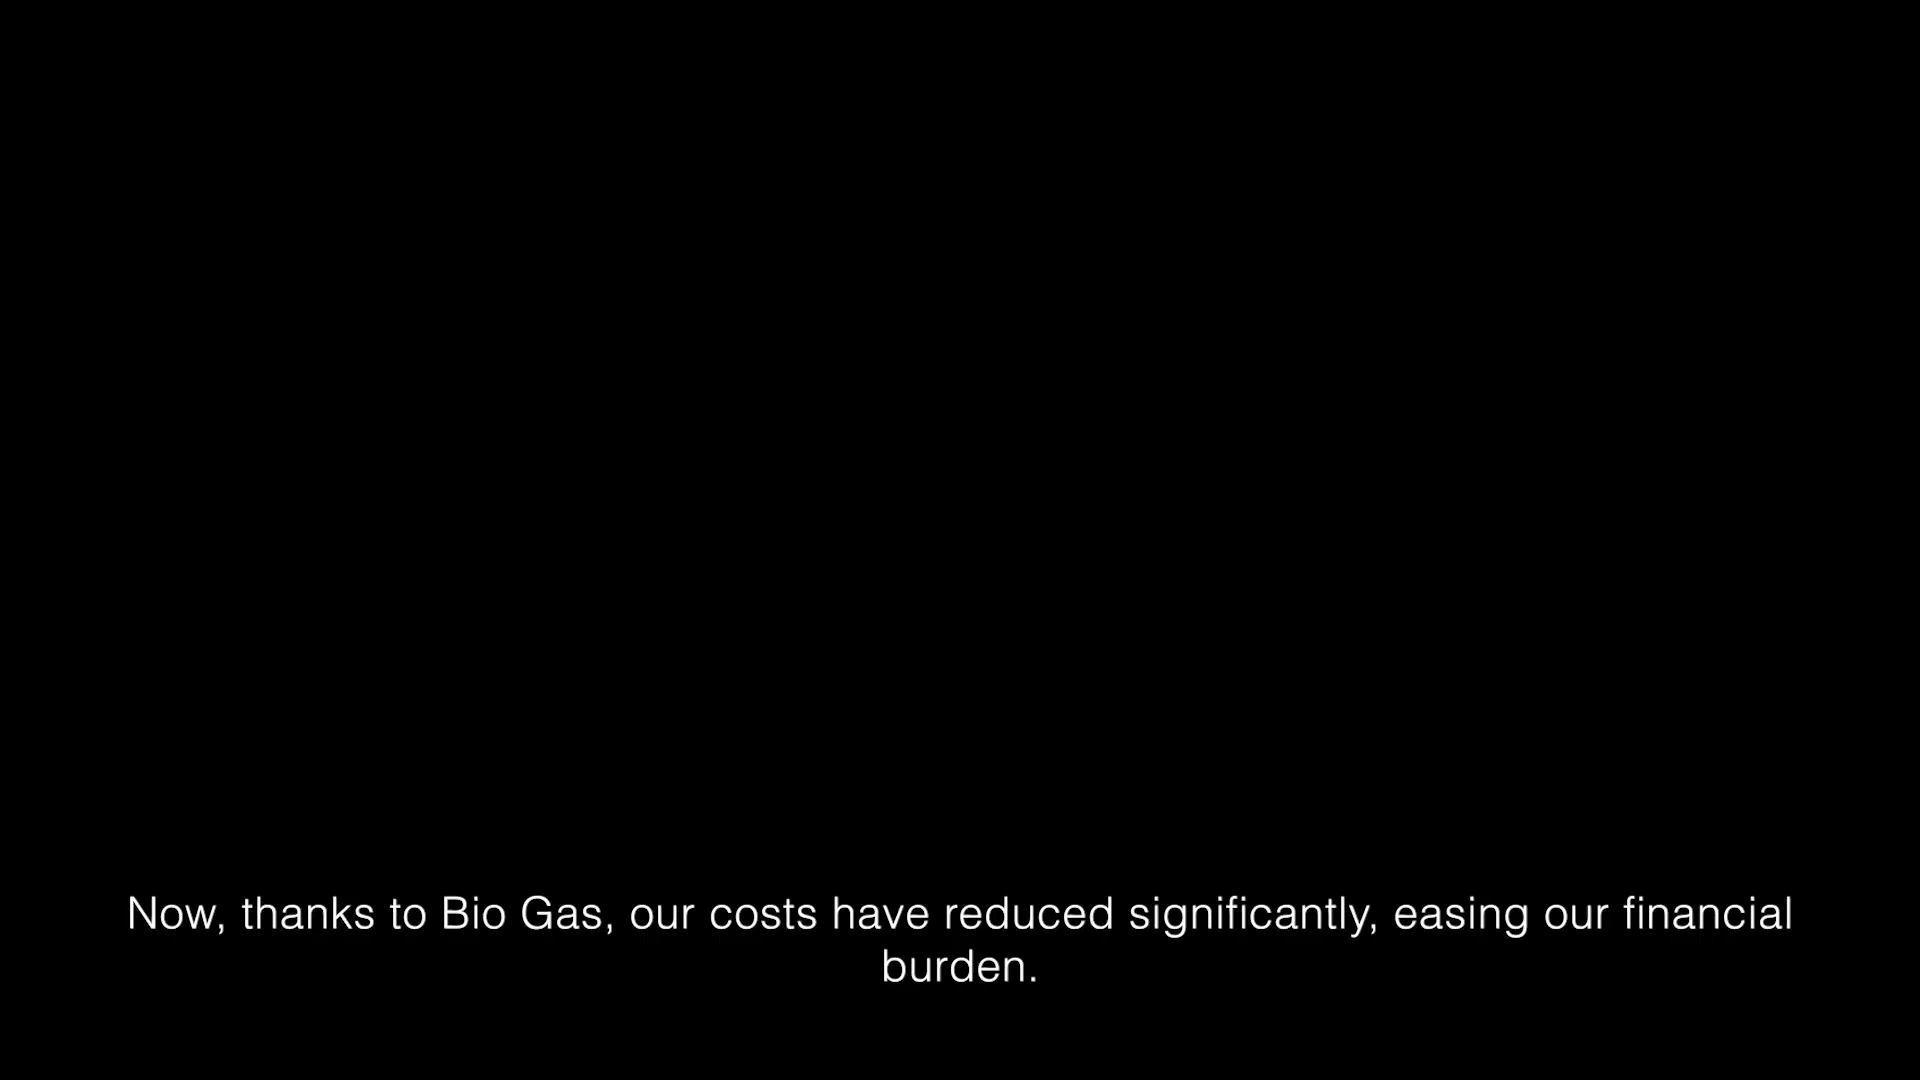 Now, thanks to Bio Gas, our costs have reduced significantly, easing our financial
burden.